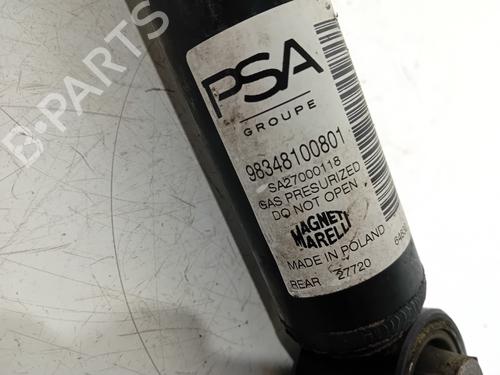 PSA
GROUPE
98348100801
SA27000118
GAS PRESURIZED
DO NOT OPEN
MAGNETI
MARELLI
MADE IN POLAND
REAR 27720
B-PARTS